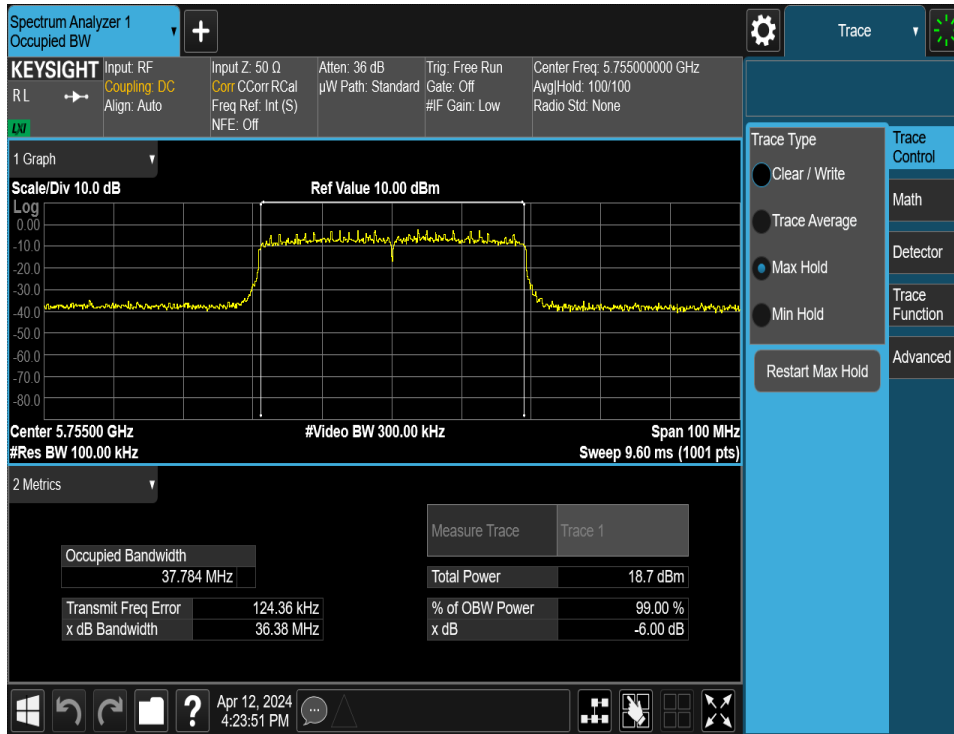 Spectrum Analyzer 1
Occupied BW
+
Trace
KEYSIGHT
R L
LXI
Input: RF
Coupling: DC
Align: Auto
Input Z: 50 Ω
Corr CCorr RCal
Freq Ref: Int (S)
NFE: Off
Atten: 36 dB
µW Path: Standard
Trig: Free Run
Gate: Off
#IF Gain: Low
Center Freq: 5.755000000 GHz
Avg|Hold: 100/100
Radio Std: None
1 Graph
Scale/Div 10.0 dB
Ref Value 10.00 dBm
Log
0.00
-10.0
-20.0
-30.0
-40.0
-50.0
-60.0
-70.0
-80.0
Center 5.75500 GHz
#Video BW 300.00 kHz
Span 100 MHz
#Res BW 100.00 kHz
Sweep 9.60 ms (1001 pts)
2 Metrics
Measure Trace
Trace 1
Occupied Bandwidth
37.784 MHz
Total Power
18.7 dBm
Transmit Freq Error
124.36 kHz
% of OBW Power
99.00 %
x dB Bandwidth
36.38 MHz
x dB
-6.00 dB
Trace Type
Clear / Write
Trace Average
Max Hold
Min Hold
Restart Max Hold
Trace
Control
Math
Detector
Trace
Function
Advanced
?
Apr 12, 2024
4:23:51 PM